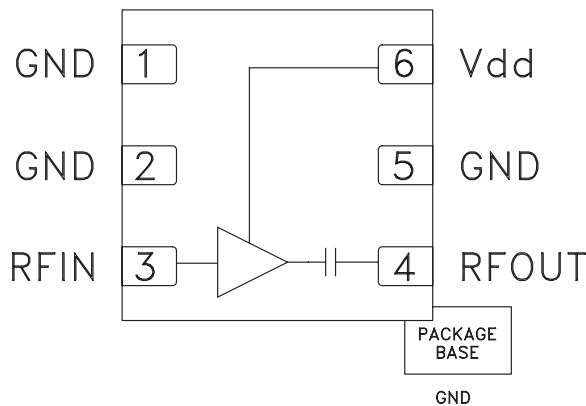 GND 1 6 Vdd
GND 2 5 GND
RFIN 3 4 RFOUT
PACKAGE
BASE
GND